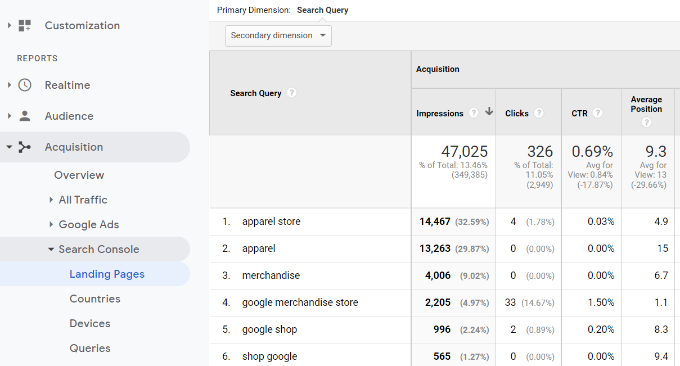 Customization
REPORTS
Realtime
Audience
Acquisition
Overview
All Traffic
Google Ads
Search Console
Landing Pages
Countries
Devices
Queries
Primary Dimension: Search Query
Secondary dimension
Search Query ?
Acquisition
Impressions ? Clicks ? CTR ? Average Position ?
47,025 326 0.69% 9.3
% of Total: 13.46% (349,385) % of Total: 11.05% (2,949) Avg for View: 0.84% (-17.87%) Avg for View: 13 (-29.66%)
1. apparel store 14,467 (32.59%) 4 (1.78%) 0.03% 4.9
2. apparel 13,263 (29.87%) 0 (0.00%) 0.00% 15
3. merchandise 4,006 (9.02%) 0 (0.00%) 0.00% 6.7
4. google merchandise store 2,205 (4.97%) 33 (14.67%) 1.50% 1.1
5. google shop 996 (2.24%) 2 (0.89%) 0.20% 8.3
6. shop google 565 (1.27%) 0 (0.00%) 0.00% 9.4